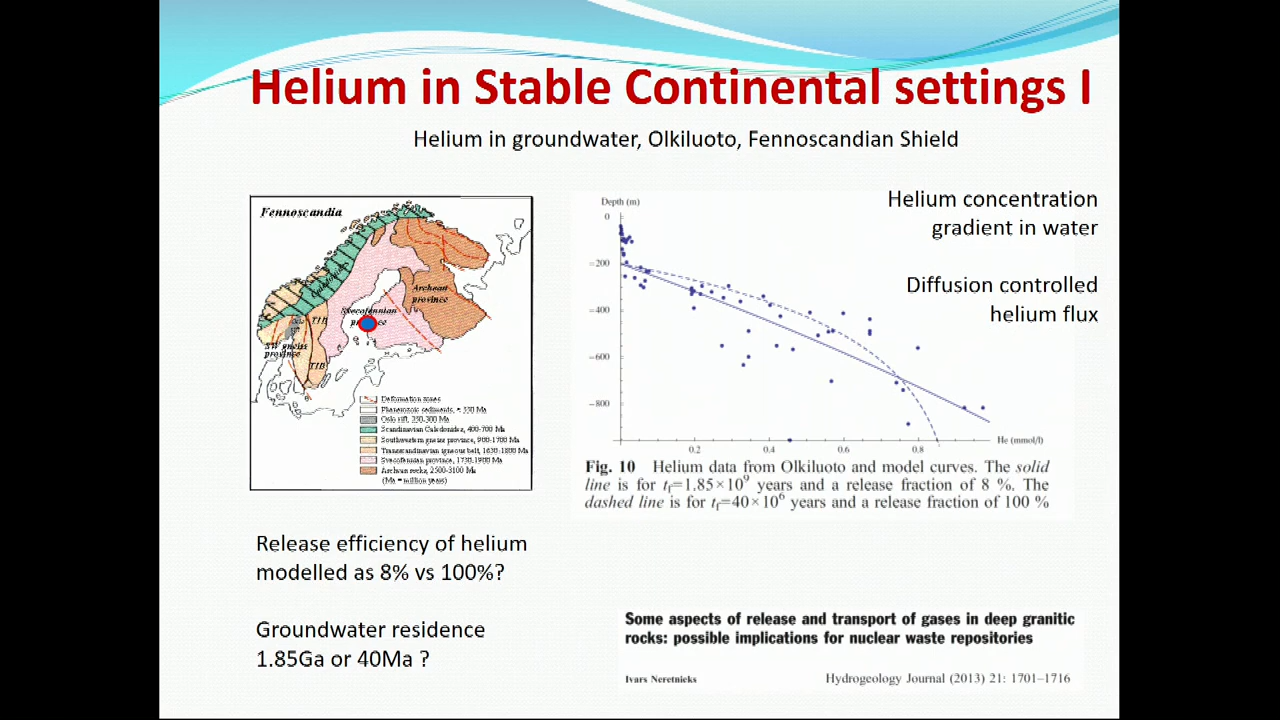 Helium in Stable Continental settings I
Helium in groundwater, Olkiluoto, Fennoscandian Shield
Fennoscandia
Archean
province
Svecofennian
province
TIB
SW gneiss
province
TIB
Deformation zones
Phanerozoic sediments, < 550 Ma
Oslo rift, 250-300 Ma
Scandinavian Caledonides, 400-700 Ma
Southwestern gneiss province, 900-1700 Ma
Transscandinavian igneous belt, 1630-1800 Ma
Svecofennian province, 1750-1900 Ma
Archean rocks, 2500-3100 Ma
(Ma = million years)
Depth (m)
0
-200
-400
-600
-800
0.2
0.4
0.6
0.8
He (mmol/l)
Helium concentration
gradient in water
Diffusion controlled
helium flux
Fig. 10 Helium data from Olkiluoto and model curves. The solid
line is for tf=1.85×10⁹ years and a release fraction of 8 %. The
dashed line is for tf=40×10⁶ years and a release fraction of 100 %
Release efficiency of helium
modelled as 8% vs 100%?
Groundwater residence
1.85Ga or 40Ma ?
Some aspects of release and transport of gases in deep granitic
rocks: possible implications for nuclear waste repositories
Ivars Neretnieks
Hydrogeology Journal (2013) 21: 1701–1716